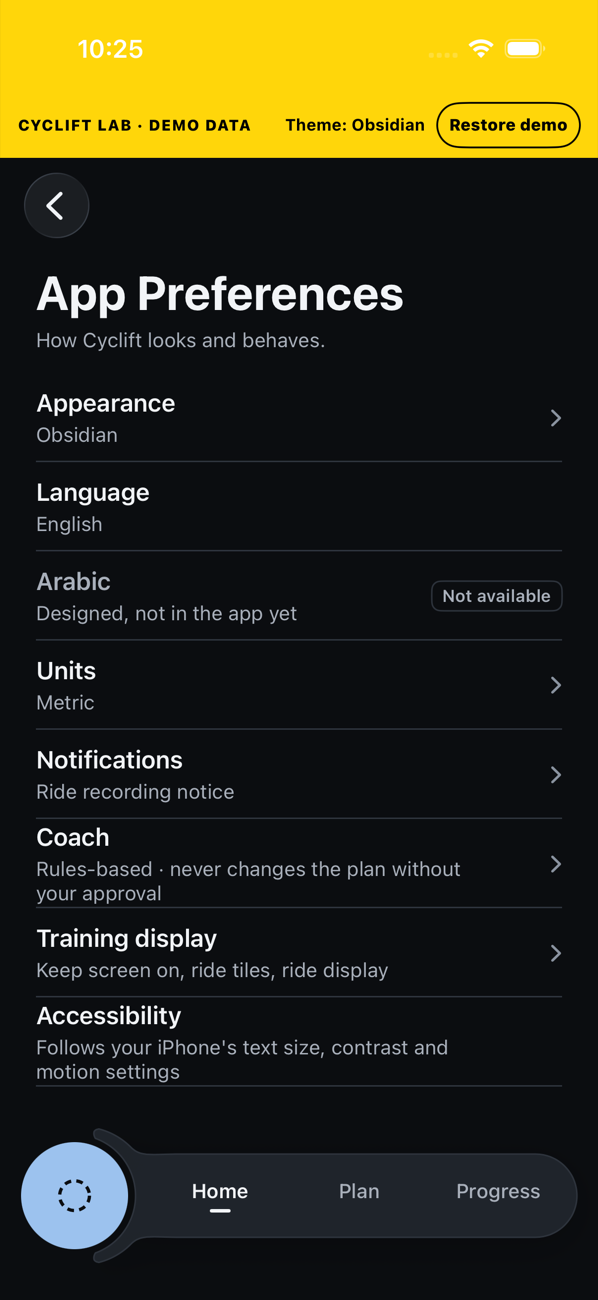 10:25
CYCLIFT LAB · DEMO DATA
Theme: Obsidian
Restore demo
App Preferences
How Cyclift looks and behaves.
Appearance
Obsidian
Language
English
Arabic
Designed, not in the app yet
Not available
Units
Metric
Notifications
Ride recording notice
Coach
Rules-based · never changes the plan without
your approval
Training display
Keep screen on, ride tiles, ride display
Accessibility
Follows your iPhone's text size, contrast and
motion settings
Home
Plan
Progress